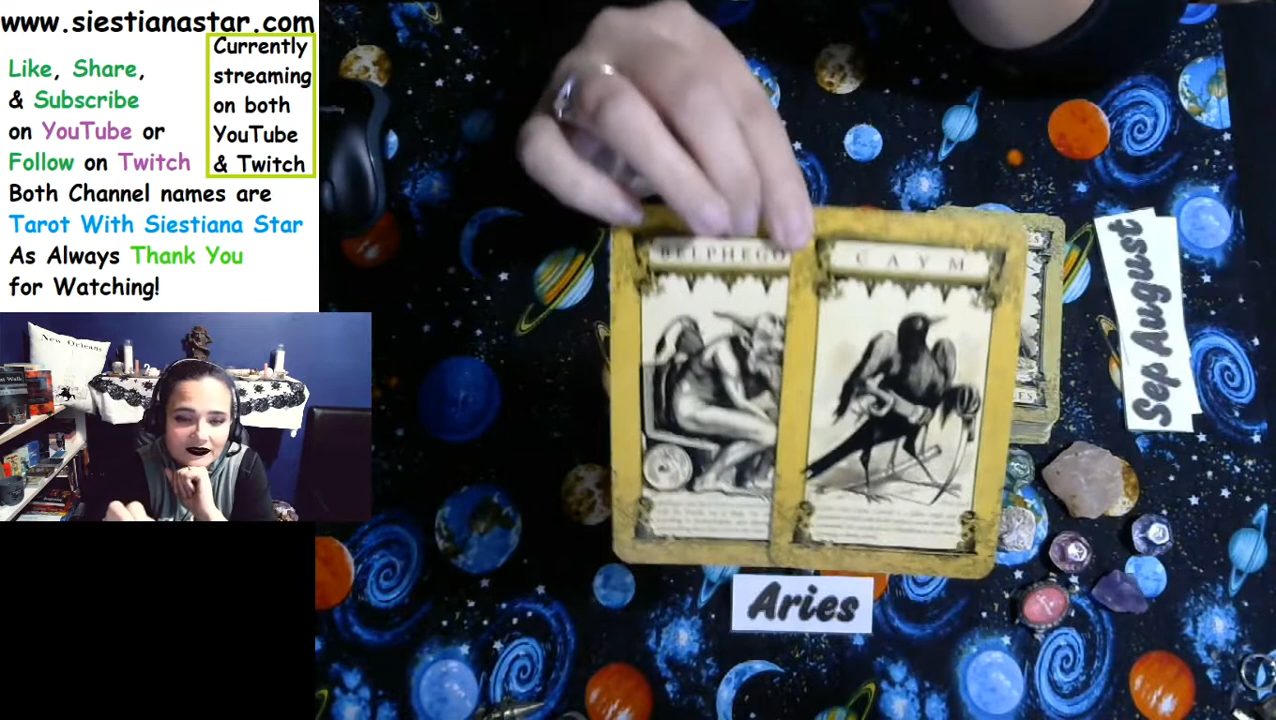 www.siestianastar.com
Like, Share,
& Subscribe
on YouTube or
Follow on Twitch
Currently
streaming
on both
YouTube
& Twitch
Both Channel names are
Tarot With Siestiana Star
As Always Thank You
for Watching!
New Orleans
BELPHEGO
CAYM
Sep August
Aries